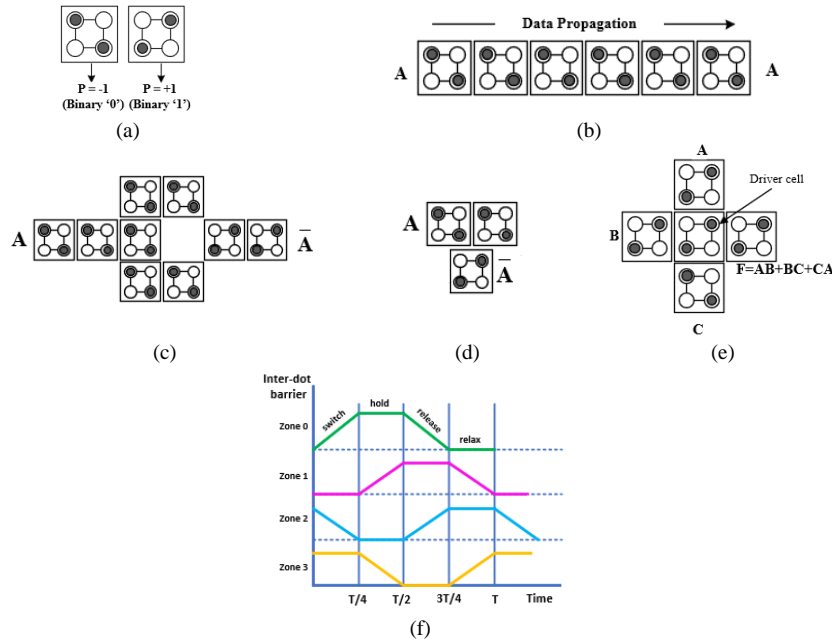 P = -1
(Binary ‘0’)
P = +1
(Binary ‘1’)
(a)
Data Propagation
A
A
(b)
A
A̅
(c)
A
A̅
(d)
A
Driver cell
B
F=AB+BC+CA
C
(e)
Inter-dot
barrier
Zone 0
switch
hold
release
relax
Zone 1
Zone 2
Zone 3
T/4
T/2
3T/4
T
Time
(f)